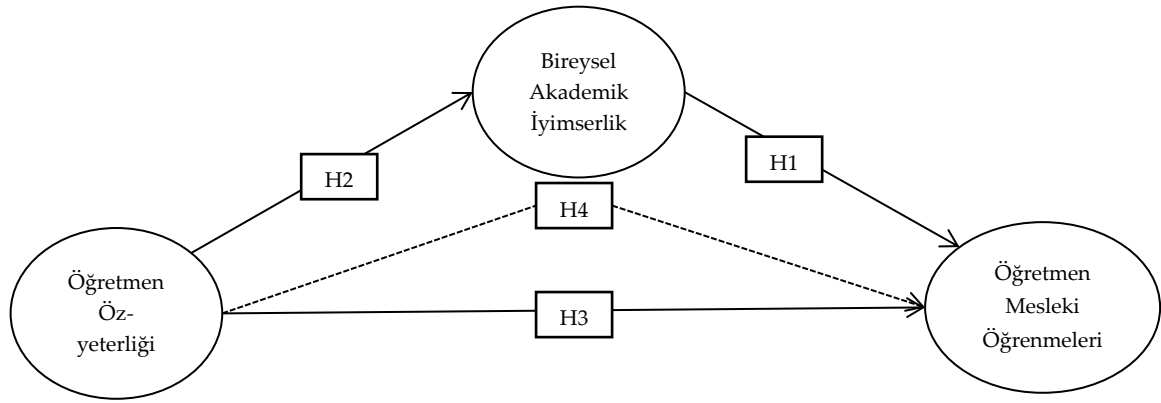 Bireysel
Akademik
İyimserlik
H2
H1
H4
Öğretmen
Öz-
yeterliği
H3
Öğretmen
Mesleki
Öğrenmeleri